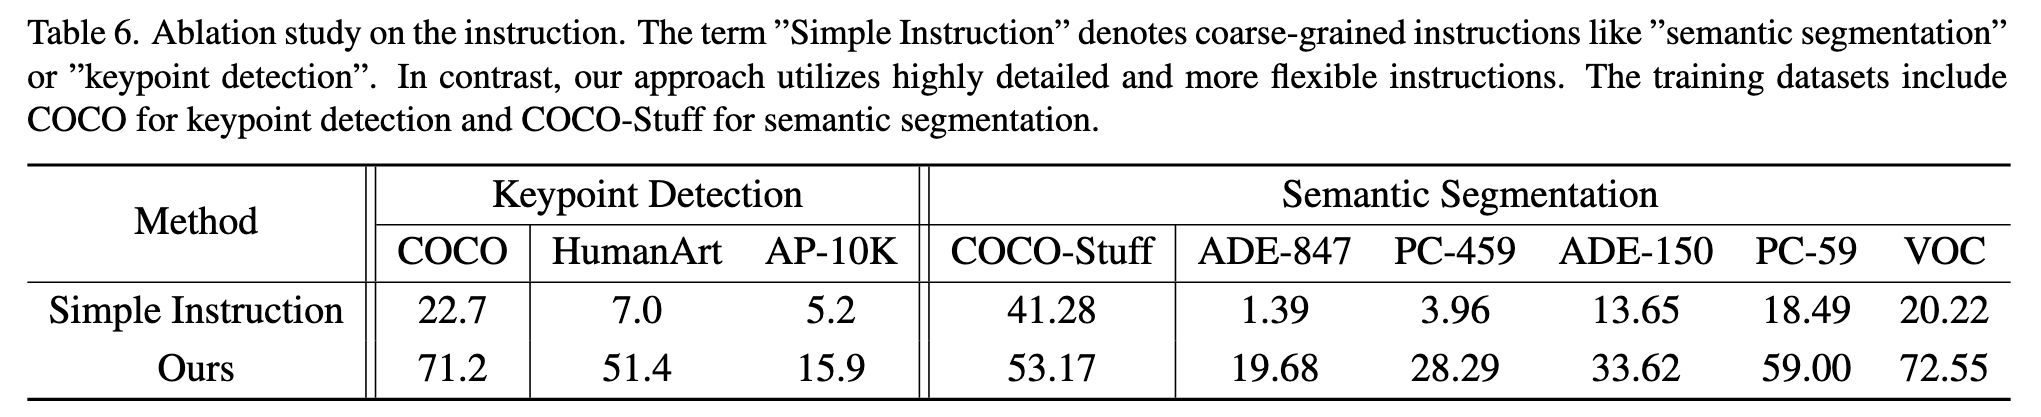 Table 6. Ablation study on the instruction. The term ”Simple Instruction” denotes coarse-grained instructions like ”semantic segmentation”
or ”keypoint detection”. In contrast, our approach utilizes highly detailed and more flexible instructions. The training datasets include
COCO for keypoint detection and COCO-Stuff for semantic segmentation.
Method Keypoint Detection Semantic Segmentation
COCO HumanArt AP-10K COCO-Stuff ADE-847 PC-459 ADE-150 PC-59 VOC
Simple Instruction 22.7 7.0 5.2 41.28 1.39 3.96 13.65 18.49 20.22
Ours 71.2 51.4 15.9 53.17 19.68 28.29 33.62 59.00 72.55